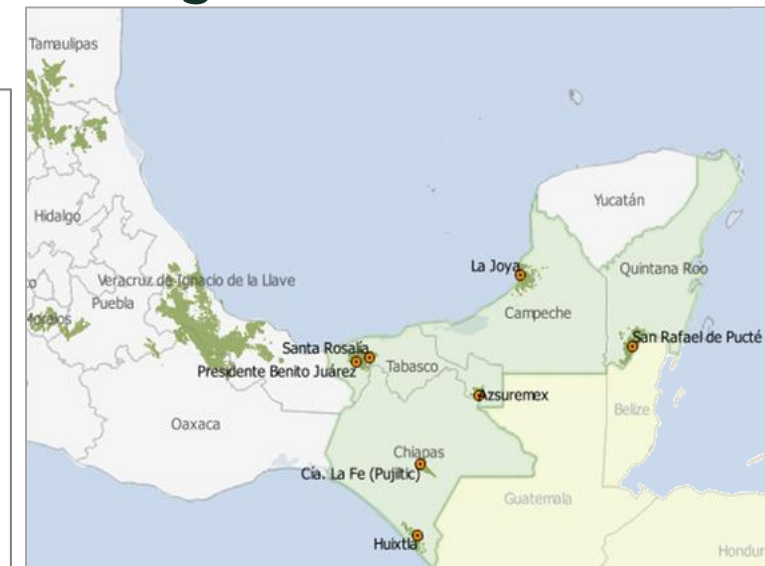 Tamaulipas
Hidalgo
Yucatán
La Joya
Quintana Roo
Veracruz de Ignacio de la Llave
Puebla
Campeche
Morelos
San Rafael de Pucté
Santa Rosalía
Tabasco
Presidente Benito Juárez
Azsuremex
Belize
Oaxaca
Chiapas
Cía. La Fe (Pujiltic)
Guatemala
Huixtla